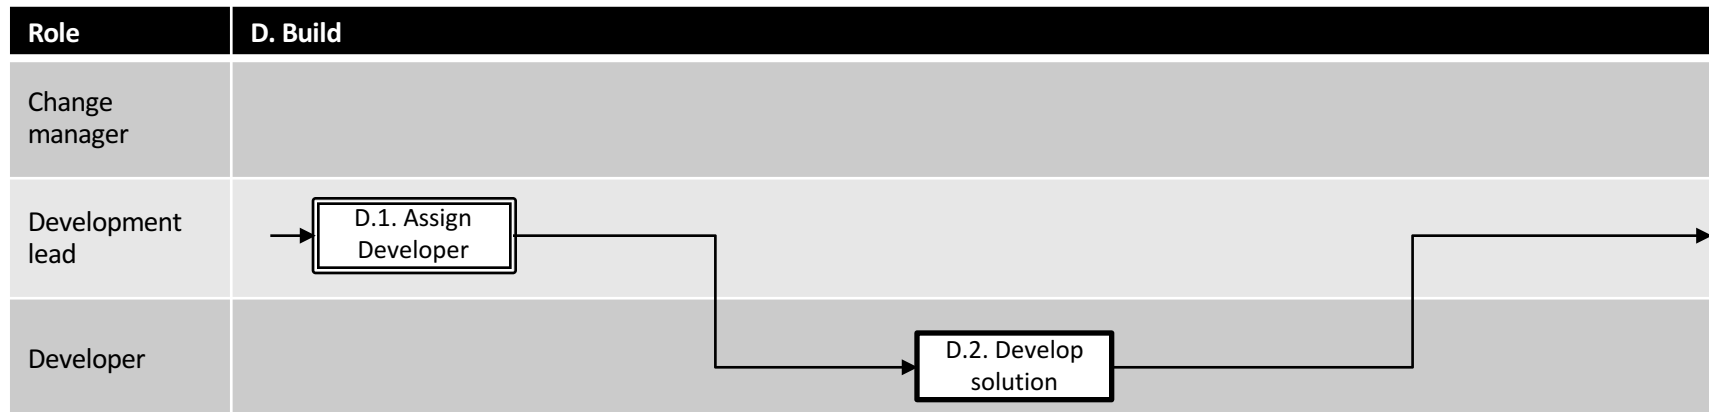 Role
D. Build
Change
manager
Development
lead
D.1. Assign
Developer
Developer
D.2. Develop
solution